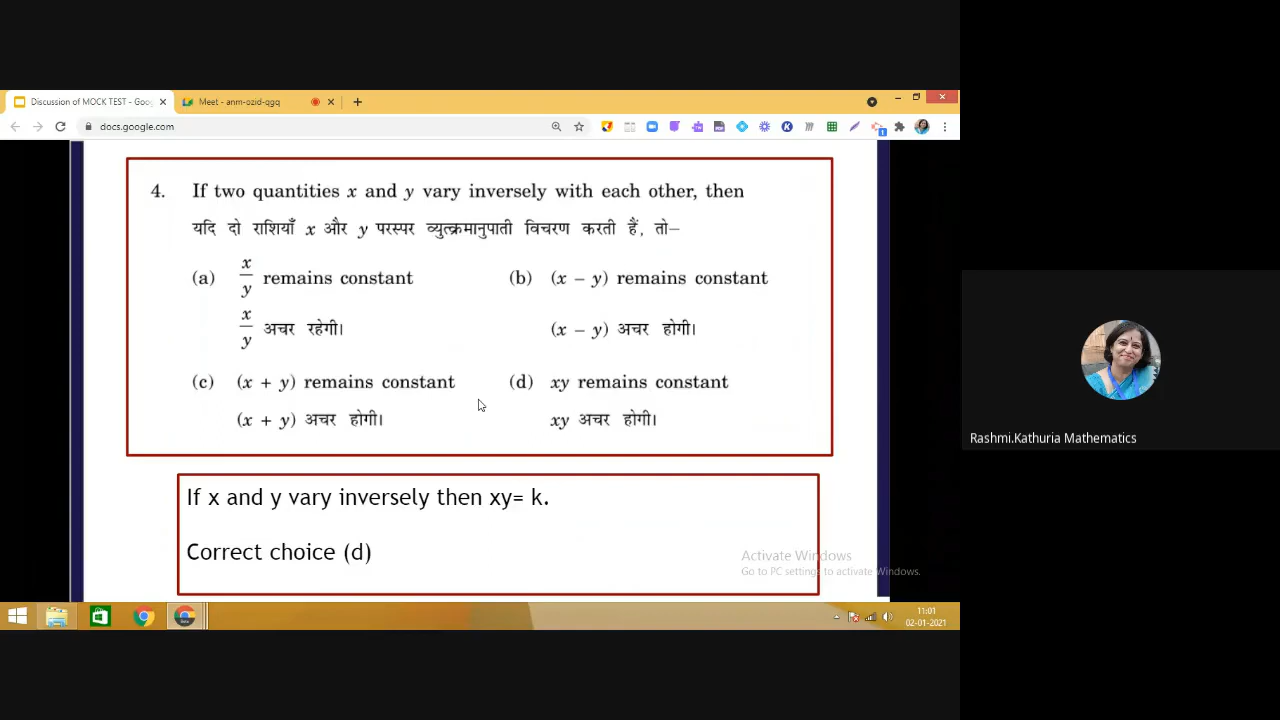 Discussion of MOCK TEST - Goo
Meet - anm-ozid-qgq
docs.google.com
4. If two quantities x and y vary inversely with each other, then
यदि दो राशियाँ x और y परस्पर व्युत्क्रमानुपाती विचरण करती हैं, तो–
(a) x/y remains constant
(b) (x – y) remains constant
x/y अचर रहेगी।
(x – y) अचर होगी।
(c) (x + y) remains constant
(d) xy remains constant
(x + y) अचर होगी।
xy अचर होगी।
If x and y vary inversely then xy= k.
Correct choice (d)
Activate Windows
Go to PC settings to activate Windows.
11:01
02-01-2021
Rashmi.Kathuria Mathematics